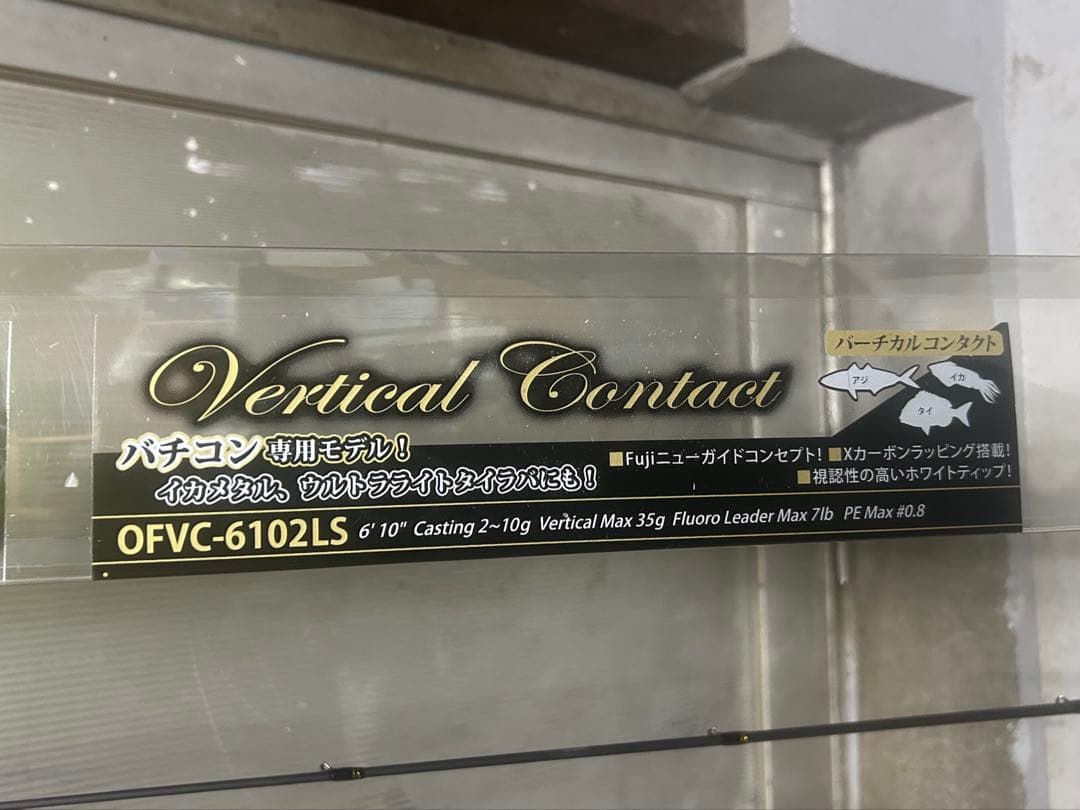 Vertical Contact
バーチカルコンタクト
アジ
イカ
タイ
バチコン専用モデル！
イカメタル、ウルトラライトタイラバにも！
■Fujiニューガイドコンセプト！ ■Xカーボンラッピング搭載！
■視認性の高いホワイトティップ！
OFVC-6102LS 6' 10" Casting 2~10g Vertical Max 35g Fluoro Leader Max 7lb PE Max #0.8